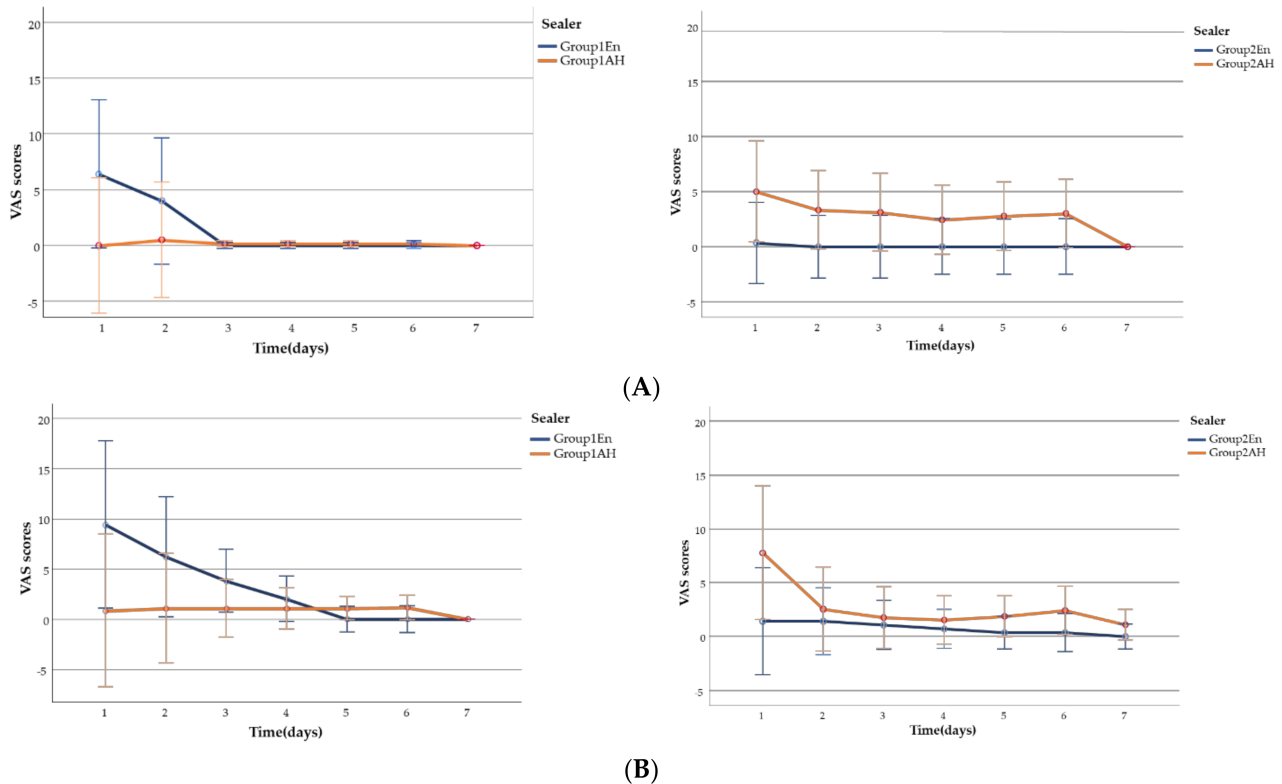 Sealer
Group1En
Group1AH
VAS scores
20
15
10
5
0
-5
1 2 3 4 5 6 7
Time(days)
Sealer
Group2En
Group2AH
VAS scores
20
15
10
5
0
-5
1 2 3 4 5 6 7
Time(days)
(A)
Sealer
Group1En
Group1AH
VAS scores
20
15
10
5
0
-5
1 2 3 4 5 6 7
Time(days)
Sealer
Group2En
Group2AH
VAS scores
20
15
10
5
0
-5
1 2 3 4 5 6 7
Time(days)
(B)